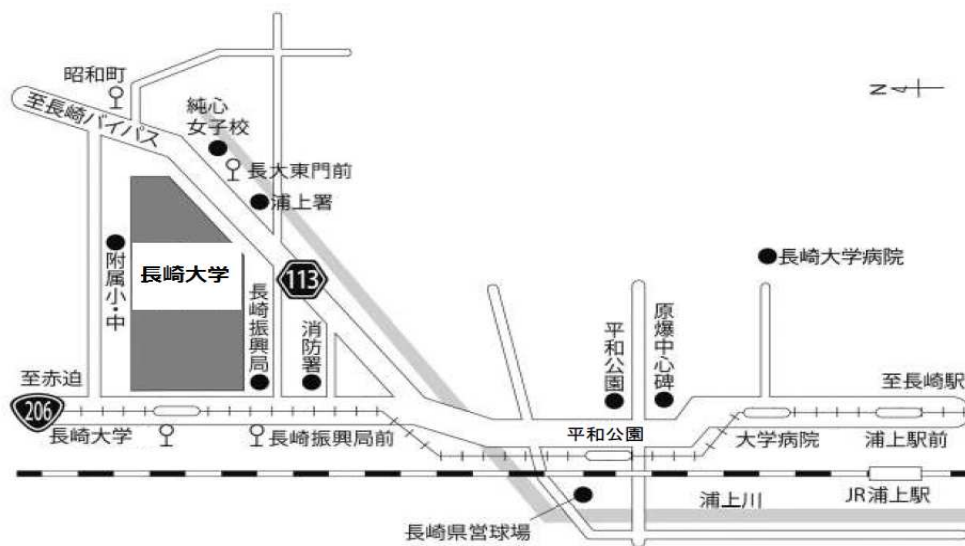 昭和町
至長崎バイパス
純心
女子校
長大東門前
浦上署
N
附属小・中
長崎大学
113
長崎振興局
消防署
長崎大学病院
平和公園
原爆中心碑
至赤迫
至長崎駅
206
長崎大学
長崎振興局前
平和公園
大学病院
浦上駅前
浦上川
JR浦上駅
長崎県営球場